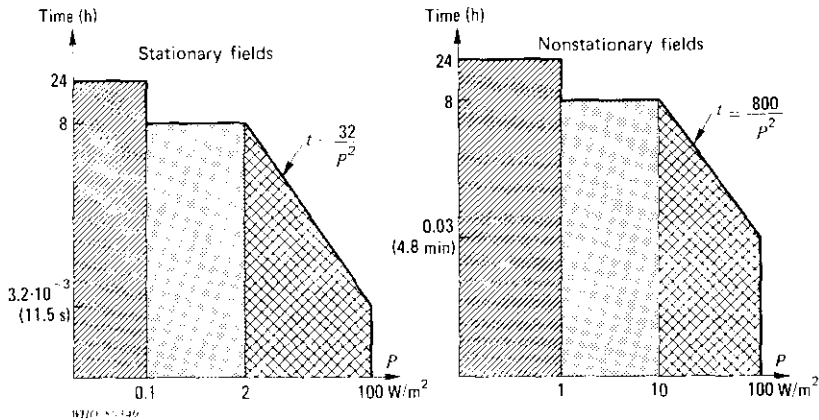 Time (h)
Stationary fields
24
8
t = 32/P²
3.2·10⁻³
(11.5 s)
P
0.1
2
100 W/m²
Time (h)
Nonstationary fields
24
8
t = 800/P²
0.03
(4.8 min)
P
1
10
100 W/m²
WHO